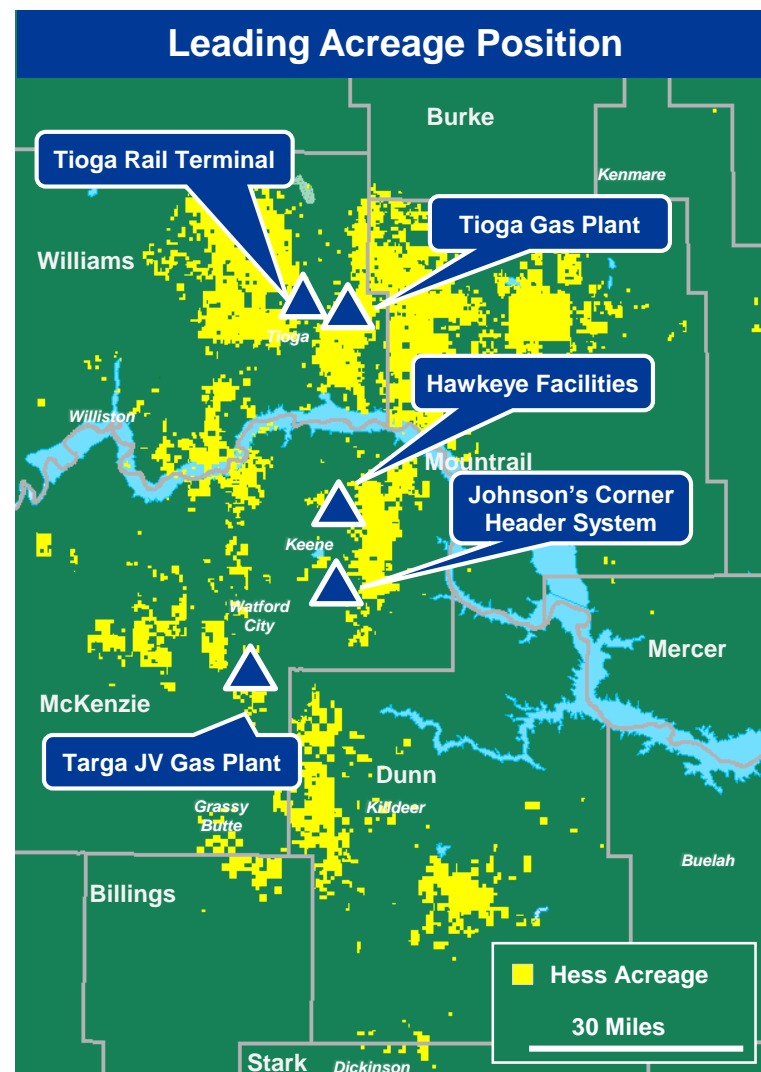 Leading Acreage Position
Burke
Tioga Rail Terminal
Kenmare
Tioga Gas Plant
Williams
Tioga
Hawkeye Facilities
Williston
Mountrail
Johnson's Corner
Header System
Keene
Watford
City
Mercer
McKenzie
Targa JV Gas Plant
Dunn
Grassy
Butte
Killdeer
Buelah
Billings
Hess Acreage
30 Miles
Stark
Dickinson